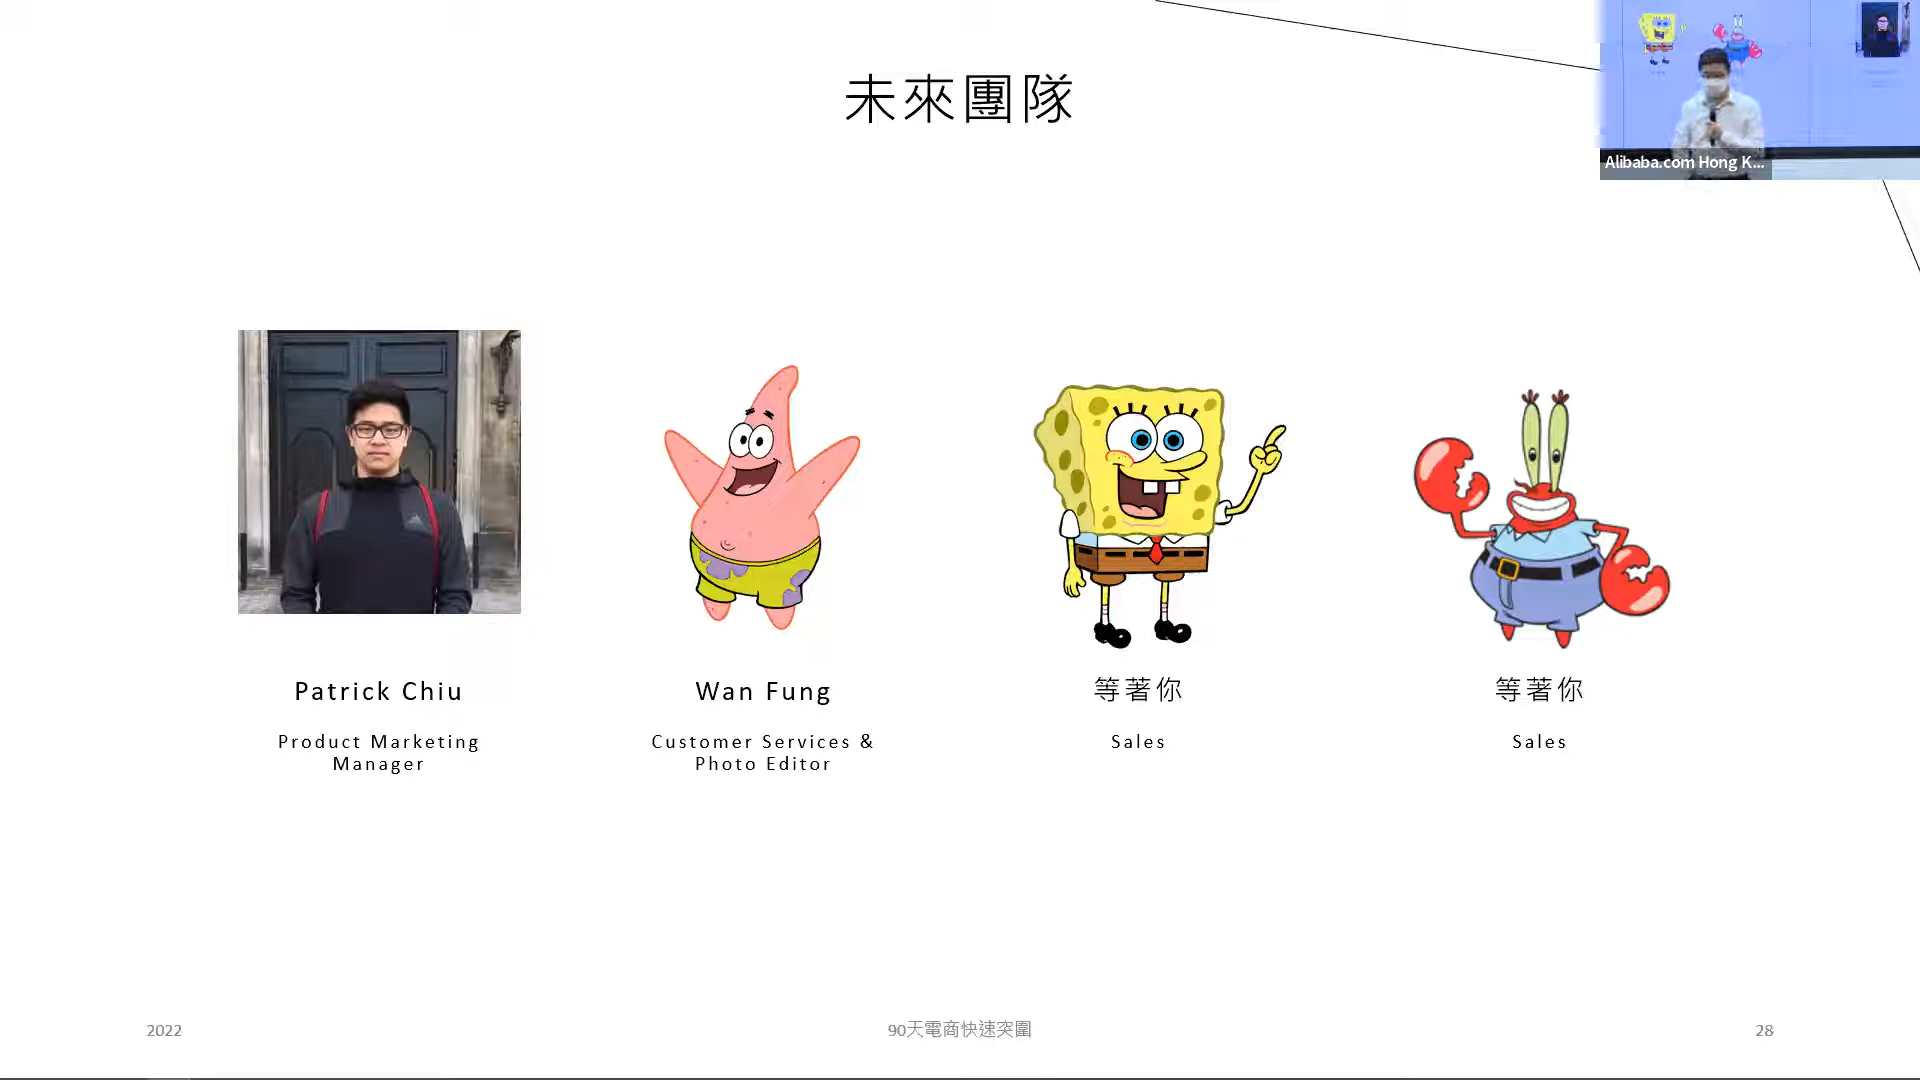 未來團隊
Alibaba.com Hong K...
Patrick Chiu
Product Marketing
Manager
Wan Fung
Customer Services &
Photo Editor
等著你
Sales
等著你
Sales
2022
90天電商快速突圍
28